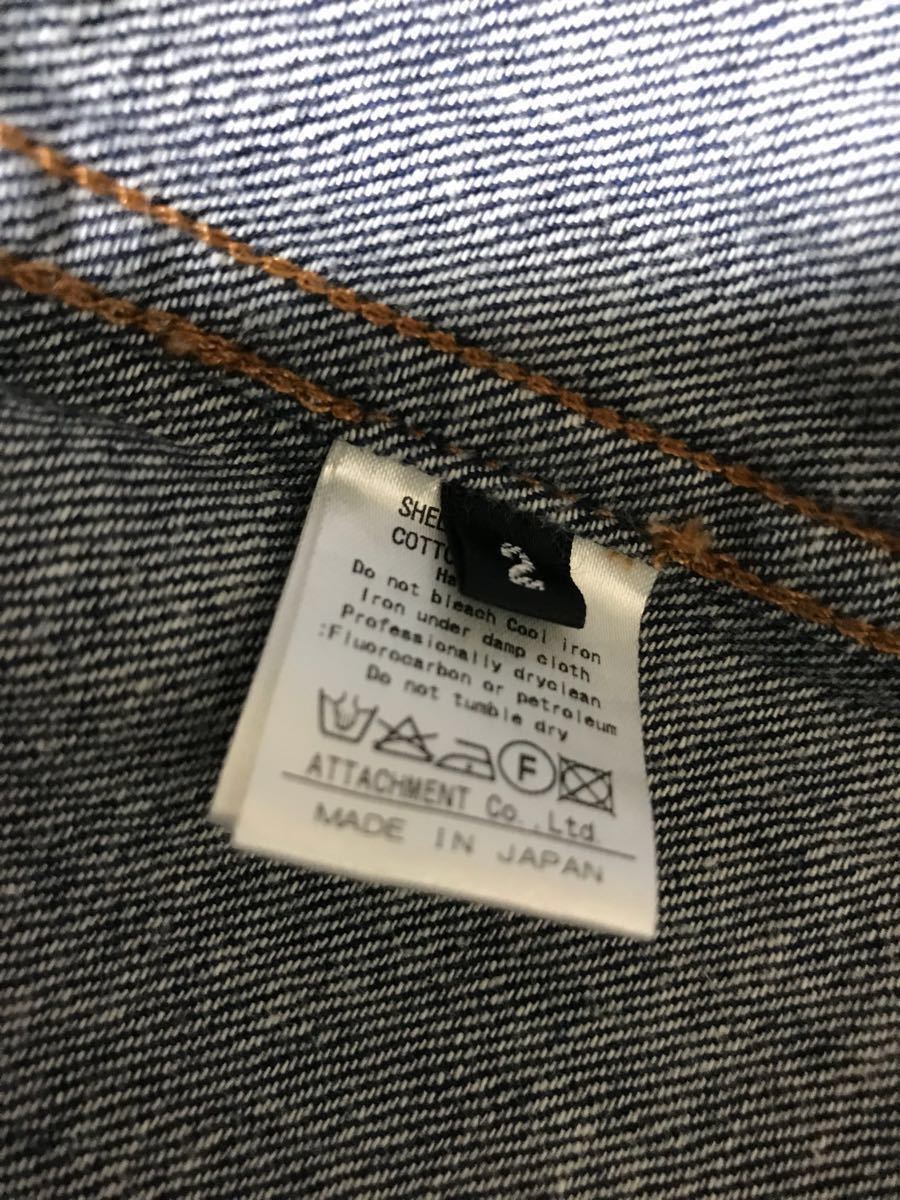 2
Do not bleach Cool iron
Iron under damp cloth
Professionally dryclean
:Fluorocarbon or petroleum
Do not tumble dry
F
ATTACHMENT Co.,Ltd
MADE IN JAPAN